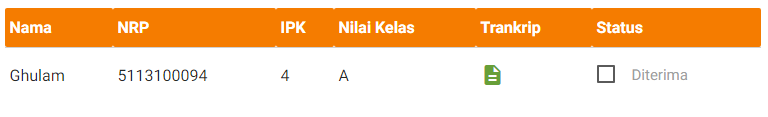 Nama NRP IPK Nilai Kelas Trankrip Status
Ghulam 5113100094 4 A Diterima